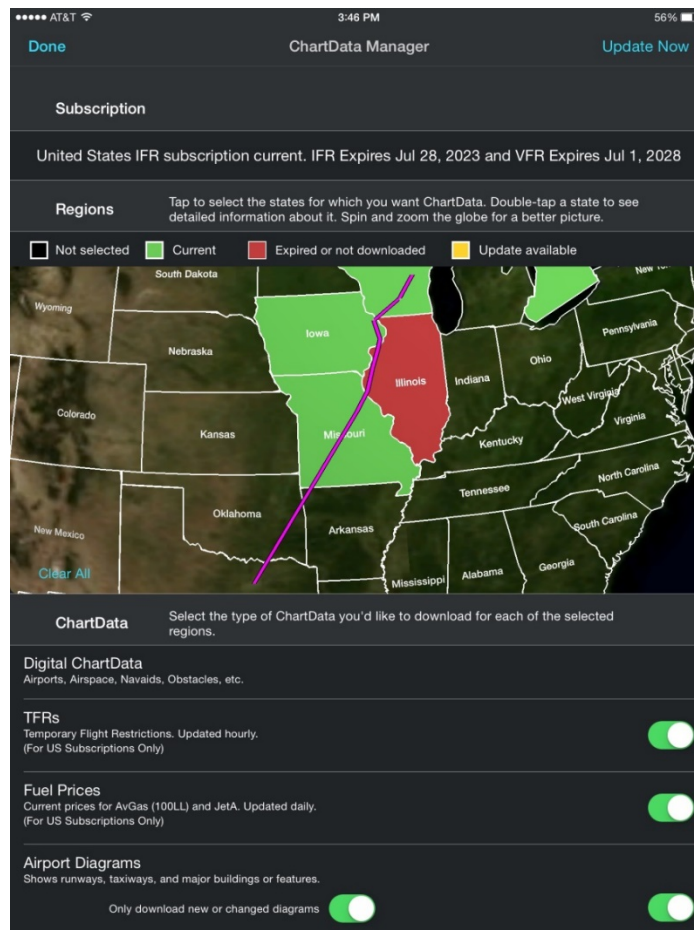 AT&T
3:46 PM
56%
Done
ChartData Manager
Update Now
Subscription
United States IFR subscription current. IFR Expires Jul 28, 2023 and VFR Expires Jul 1, 2028
Regions
Tap to select the states for which you want ChartData. Double-tap a state to see
detailed information about it. Spin and zoom the globe for a better picture.
Not selected
Current
Expired or not downloaded
Update available
South Dakota
Wyoming
Iowa
Nebraska
Pennsylvania
Ohio
Illinois
Indiana
West Virginia
Colorado
Virginia
Kansas
Missouri
Kentucky
North Carolina
Tennessee
Oklahoma
South Carolina
Arkansas
New Mexico
Georgia
Alabama
Mississippi
Clear All
ChartData
Select the type of ChartData you'd like to download for each of the selected
regions.
Digital ChartData
Airports, Airspace, Navaids, Obstacles, etc.
TFRs
Temporary Flight Restrictions. Updated hourly.
(For US Subscriptions Only)
Fuel Prices
Current prices for AvGas (100LL) and JetA. Updated daily.
(For US Subscriptions Only)
Airport Diagrams
Shows runways, taxiways, and major buildings or features.
Only download new or changed diagrams